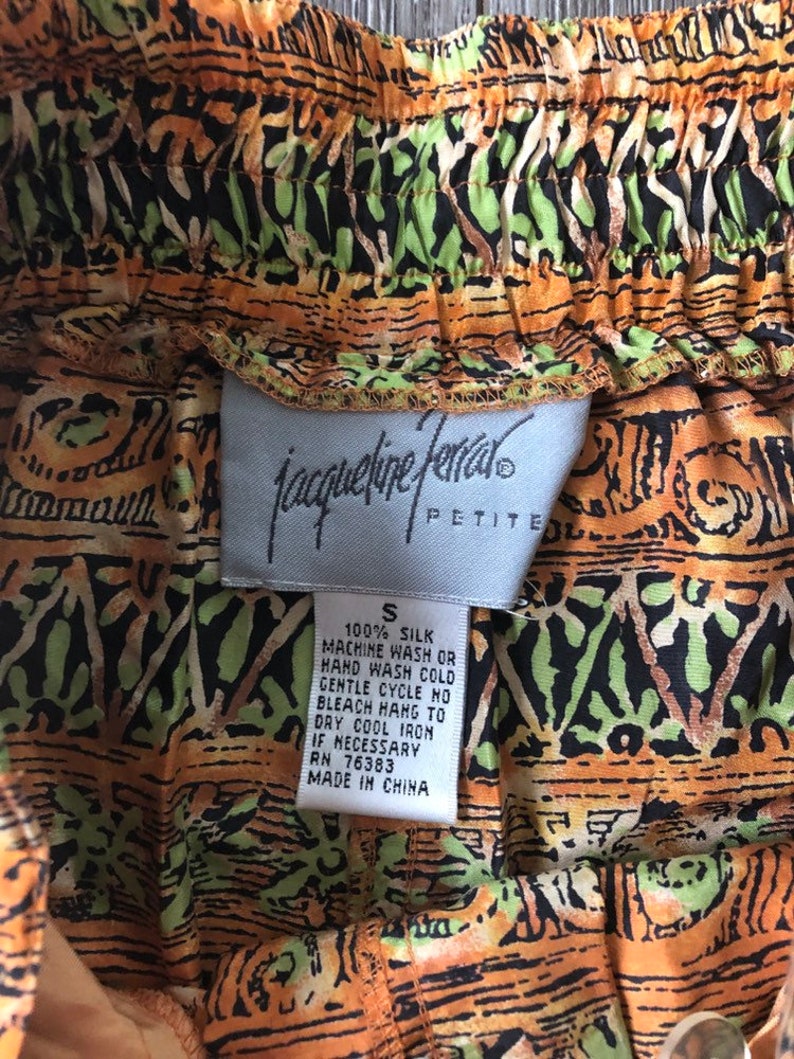 jacqueline ferrar®
PETITE
S
100% SILK
MACHINE WASH OR
HAND WASH COLD
GENTLE CYCLE NO
BLEACH HANG TO
DRY COOL IRON
IF NECESSARY
RN 76383
MADE IN CHINA